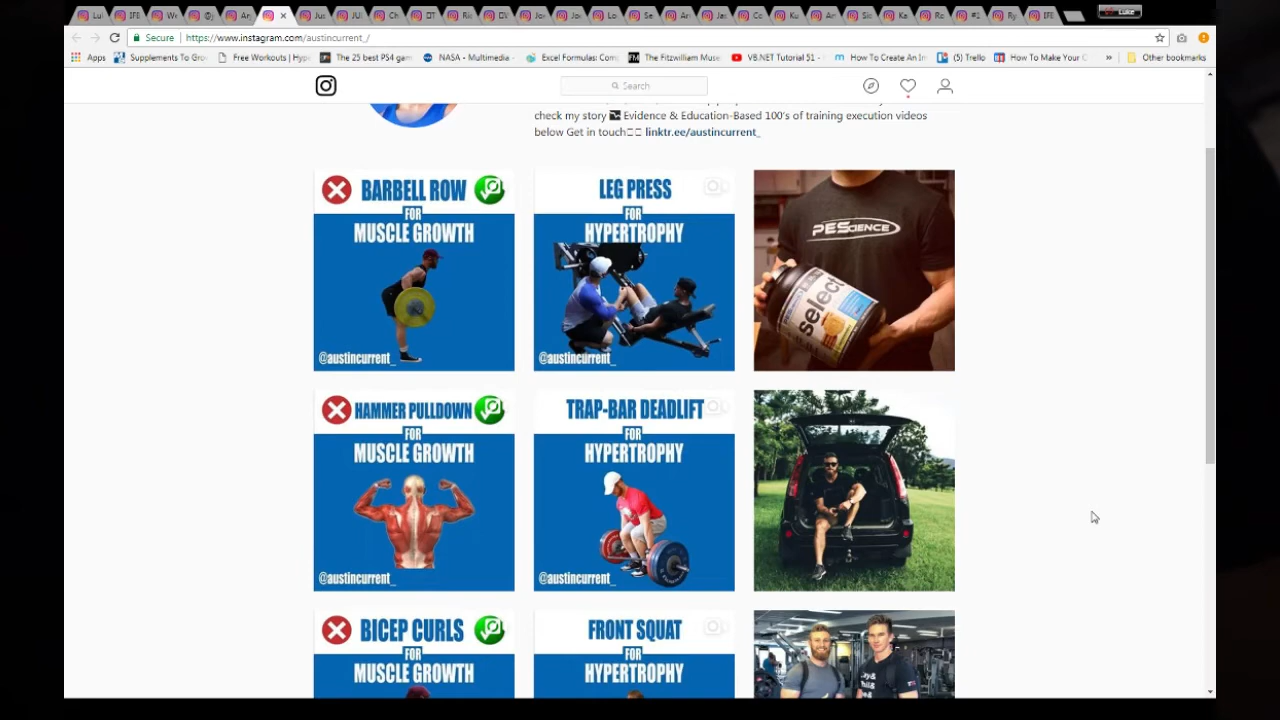 Luke
Secure | https://www.instagram.com/austincurrent_/
Apps Supplements To Gro Free Workouts | Hyp The 25 best PS4 gam NASA - Multimedia - Excel Formulas: Com The Fitzwilliam Muse VB.NET Tutorial 51 - How To Create An In (5) Trello How To Make Your C » Other bookmarks
Search
check my story Evidence & Education-Based 100's of training execution videos
below Get in touch linktr.ee/austincurrent_
BARBELL ROW
FOR
MUSCLE GROWTH
@austincurrent_
LEG PRESS
FOR
HYPERTROPHY
@austincurrent_
PEScience
select
HAMMER PULLDOWN
FOR
MUSCLE GROWTH
@austincurrent_
TRAP-BAR DEADLIFT
FOR
HYPERTROPHY
@austincurrent_
BICEP CURLS
FOR
MUSCLE GROWTH
FRONT SQUAT
FOR
HYPERTROPHY